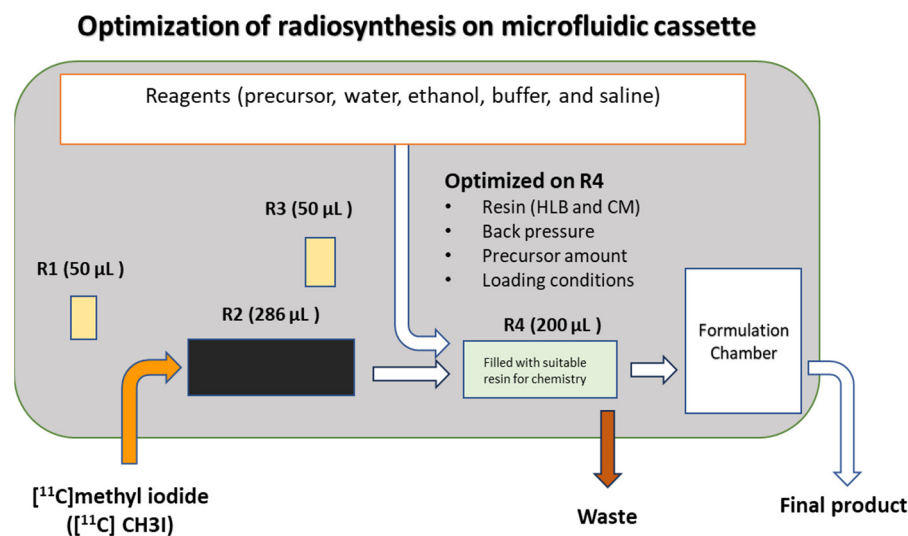 Optimization of radiosynthesis on microfluidic cassette
Reagents (precursor, water, ethanol, buffer, and saline)
Optimized on R4
• Resin (HLB and CM)
• Back pressure
• Precursor amount
• Loading conditions
R3 (50 µL )
R1 (50 µL )
R2 (286 µL )
R4 (200 µL )
Filled with suitable
resin for chemistry
Formulation
Chamber
[¹¹C]methyl iodide
([¹¹C] CH3I)
Waste
Final product